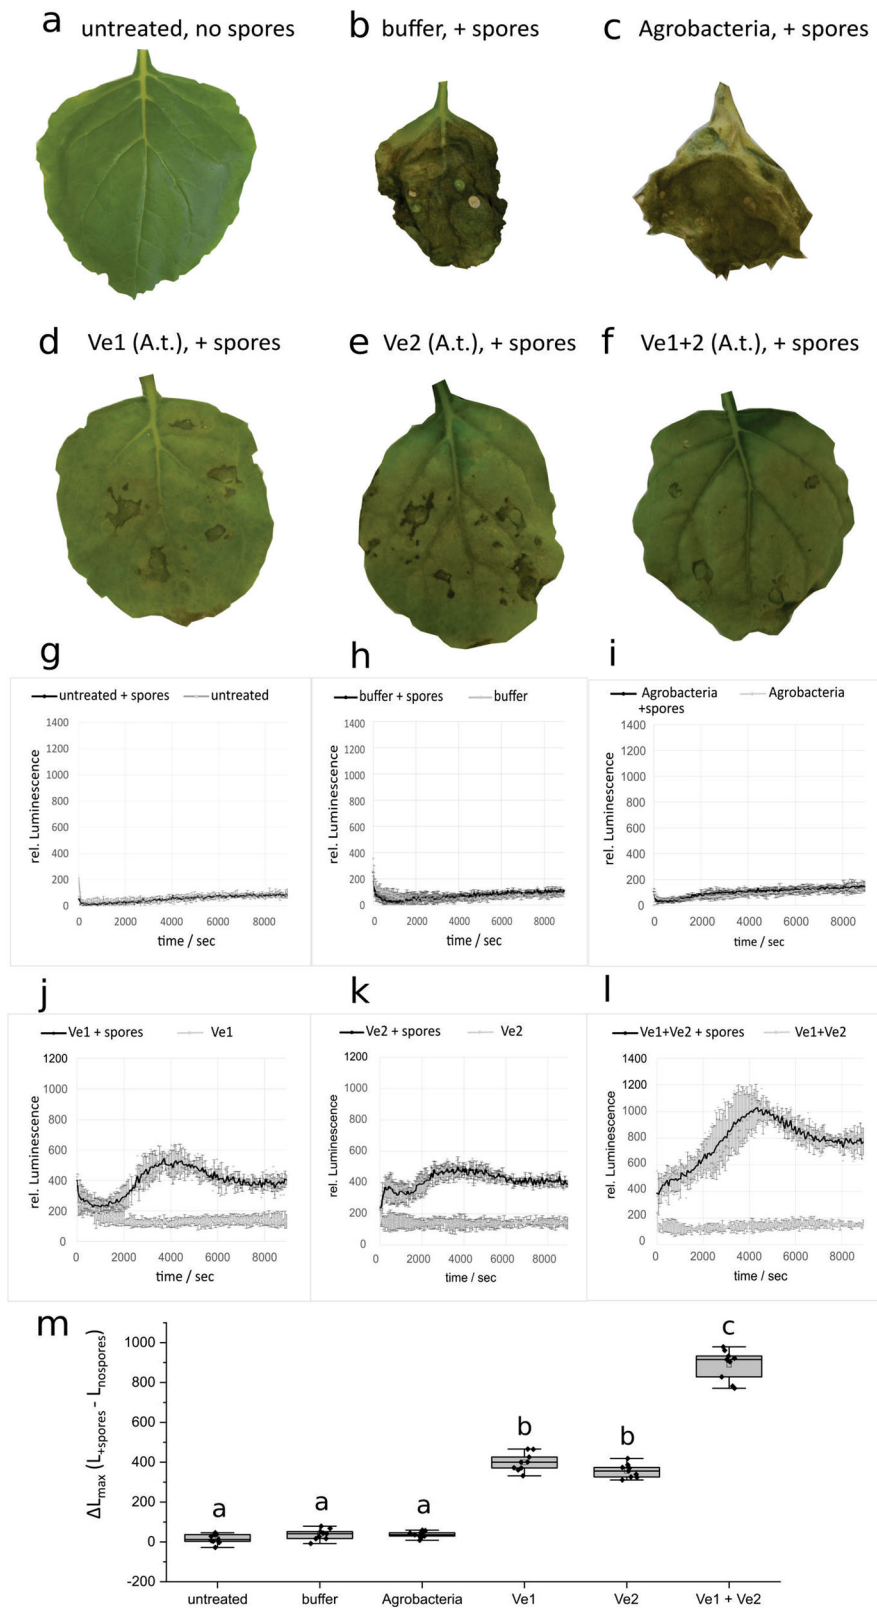 a untreated, no spores
b buffer, + spores
c Agrobacteria, + spores
d Ve1 (A.t.), + spores
e Ve2 (A.t.), + spores
f Ve1+2 (A.t.), + spores
g
untreated + spores untreated
1400
1200
1000
800
600
400
200
0
rel. Luminescence
0 2000 4000 6000 8000
time / sec
h
buffer + spores buffer
1400
1200
1000
800
600
400
200
0
rel. Luminescence
0 2000 4000 6000 8000
time / sec
i
Agrobacteria Agrobacteria
+spores
1400
1200
1000
800
600
400
200
0
rel. Luminescence
0 2000 4000 6000 8000
time / sec
j
Ve1 + spores Ve1
1200
1000
800
600
400
200
0
rel. Luminescence
0 2000 4000 6000 8000
time / sec
k
Ve2 + spores Ve2
1200
1000
800
600
400
200
0
rel. Luminescence
0 2000 4000 6000 8000
time / sec
l
Ve1+Ve2 + spores Ve1+Ve2
1400
1200
1000
800
600
400
200
0
rel. Luminescence
0 2000 4000 6000 8000
time / sec
m
ΔLmax (L+spores - Lnospores)
1000
800
600
400
200
0
-200
a a a b b c
untreated buffer Agrobacteria Ve1 Ve2 Ve1 + Ve2